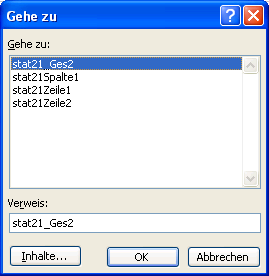 Gehe zu
Gehe zu:
stat21_Ges2
stat21Spalte1
stat21Zeile1
stat21Zeile2
Verweis:
stat21_Ges2
Inhalte... OK Abbrechen